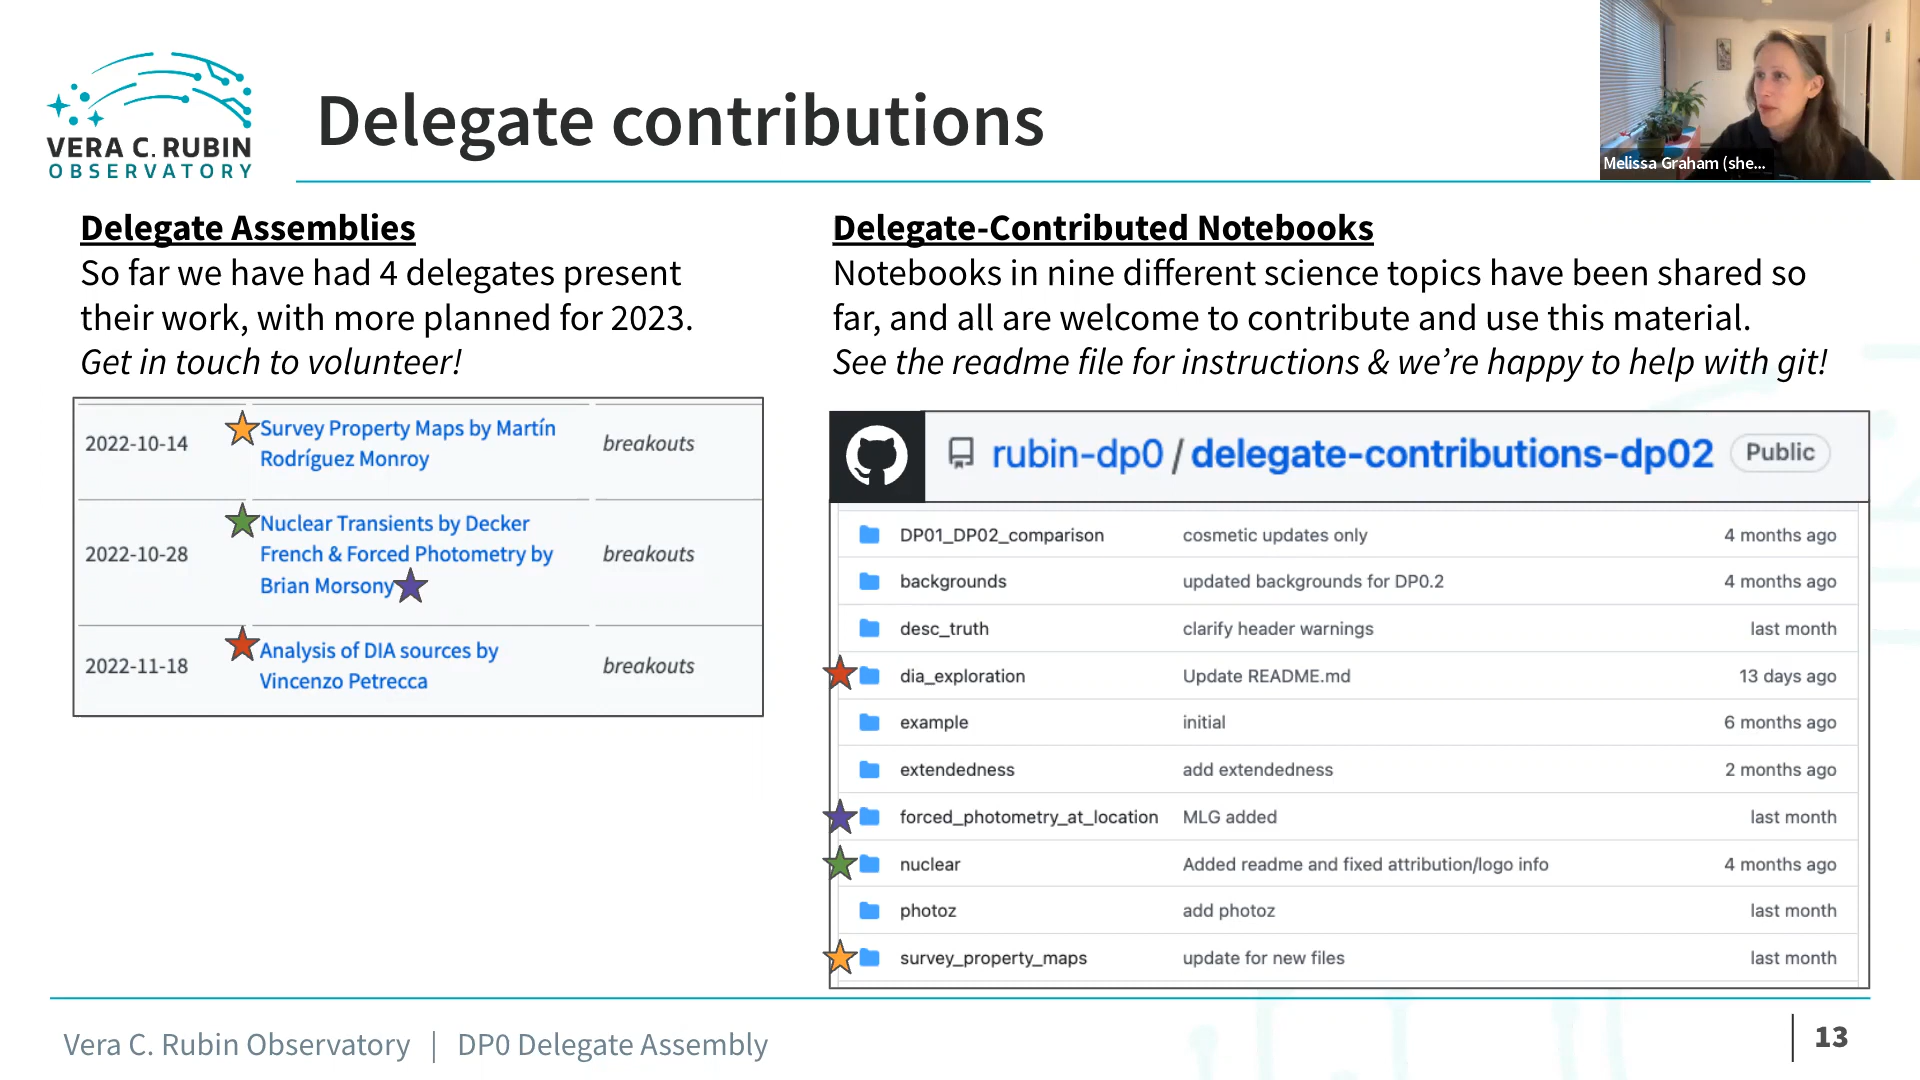 VERA C. RUBIN
OBSERVATORY
Delegate contributions
Melissa Graham (she...
Delegate Assemblies
So far we have had 4 delegates present
their work, with more planned for 2023.
Get in touch to volunteer!
2022-10-14 Survey Property Maps by Martín breakouts
Rodríguez Monroy
2022-10-28 Nuclear Transients by Decker breakouts
French & Forced Photometry by
Brian Morsony
2022-11-18 Analysis of DIA sources by breakouts
Vincenzo Petrecca
Delegate-Contributed Notebooks
Notebooks in nine different science topics have been shared so
far, and all are welcome to contribute and use this material.
See the readme file for instructions & we’re happy to help with git!
rubin-dp0 / delegate-contributions-dp02 Public
DP01_DP02_comparison cosmetic updates only 4 months ago
backgrounds updated backgrounds for DP0.2 4 months ago
desc_truth clarify header warnings last month
dia_exploration Update README.md 13 days ago
example initial 6 months ago
extendedness add extendedness 2 months ago
forced_photometry_at_location MLG added last month
nuclear Added readme and fixed attribution/logo info 4 months ago
photoz add photoz last month
survey_property_maps update for new files last month
Vera C. Rubin Observatory | DP0 Delegate Assembly
13